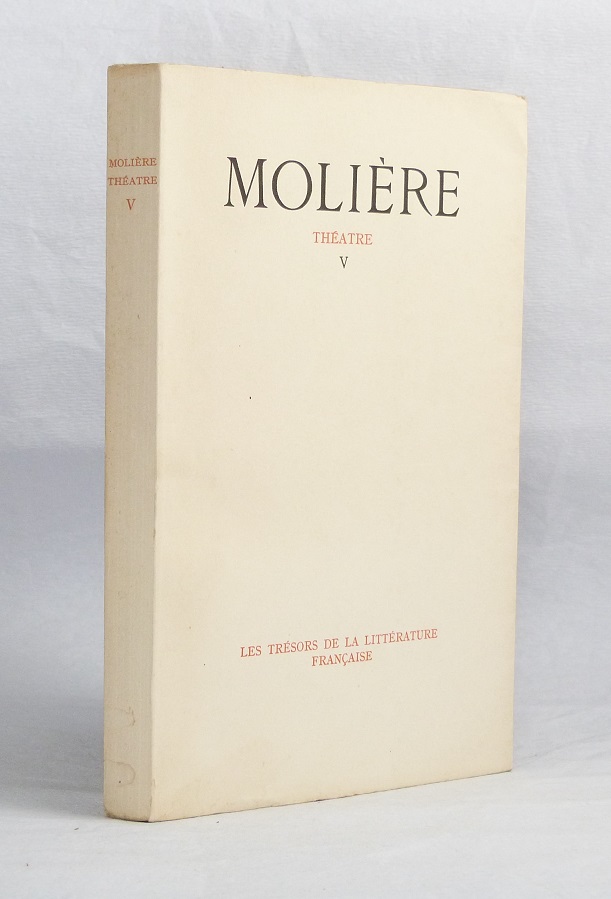 MOLIÈRE
THÉATRE
V
MOLIÈRE
THÉATRE
V
LES TRÉSORS DE LA LITTÉRATURE
FRANÇAISE